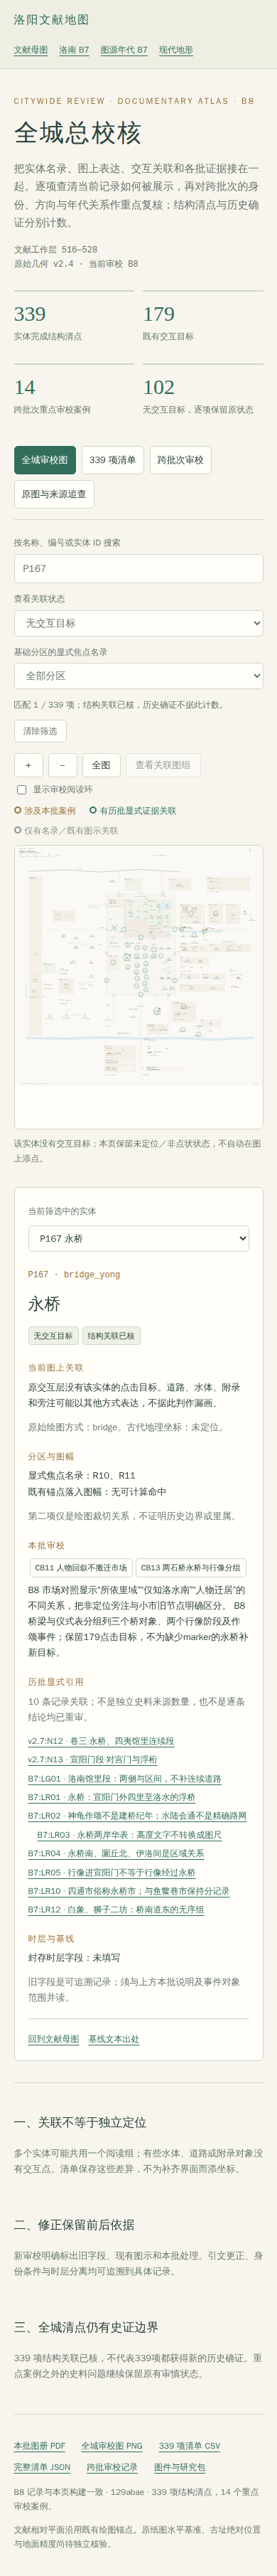 洛阳文献地图
文献母图 洛南 B7 图源年代 B7 现代地形
CITYWIDE REVIEW · DOCUMENTARY ATLAS · B8
全城总校核
把实体名录、图上表达、交互关联和各批证据接在一
起。逐项查清当前记录如何被展示，再对跨批次的身
份、方向与年代关系作重点复核；结构清点与历史确
证分别计数。
文献工作层 516—528
原始几何 v2.4 · 当前审校 B8
339 179
实体完成结构清点 既有交互目标
14 102
跨批次重点审校案例 无交互目标，逐项保留原状态
全城审校图 339 项清单 跨批次审校
原图与来源追查
按名称、编号或实体 ID 搜索
P167
查看关联状态
无交互目标
基础分区的显式焦点名录
全部分区
匹配 1 / 339 项；结构关联已核，历史确证不据此计数。
清除筛选
+ − 全图 查看关联图组
显示审校阅读环
涉及本批案例 有历批显式证据关联
仅有名录／既有图示关联
该实体没有交互目标；本页保留未定位／非点状状态，不自动在图
上添点。
当前筛选中的实体
P167 永桥
P167 · bridge_yong
永桥
无交互目标 结构关联已核
当前图上关联
原交互层没有该实体的点击目标。道路、水体、附录
和旁注可能以其他方式表达，不据此判作漏画。
原始绘图方式：bridge。古代地理坐标：未定位。
分区与图幅
显式焦点名录：R10、R11
既有锚点落入图幅：无可计算命中
第二项仅是绘图裁切关系，不证明历史边界或里属。
本批审校
CB11 人物回叙不搬迁市场 CB13 两石桥永桥与行像分组
B8 市场对照显示“所依里域”“仅知洛水南”“人物迁居”的
不同关系，把非定位旁注与小市旧节点明确区分。 B8
桥梁与仪式表分组列三个桥对象、两个行像阶段及作
颂事件；保留179点击目标，不为缺少marker的永桥补
新目标。
历批显式引用
10 条记录关联；不是独立史料来源数量，也不是逐条
结论均已重审。
v2.7:N12 · 卷三·永桥、四夷馆里连续段
v2.7:N13 · 宣阳门段·对宫门与浮桁
B7:LG01 · 洛南馆里段：两侧与区间，不补连续道路
B7:LR01 · 永桥：宣阳门外四里至洛水的浮桥
B7:LR02 · 神龟作颂不是建桥纪年；水陆会通不是精确路网
B7:LR03 · 永桥两岸华表：高度文字不转换成图尺
B7:LR04 · 永桥南、圜丘北、伊洛间是区域关系
B7:LR05 · 行像进宣阳门不等于行像经过永桥
B7:LR10 · 四通市俗称永桥市；与鱼鳖巷市保持分记录
B7:LR12 · 白象、狮子二坊：桥南道东的无序组
时层与基线
封存时层字段：未填写
旧字段是可追溯记录；须与上方本批说明及事件对象
范围并读。
回到文献母图 基线文本出处
一、关联不等于独立定位
多个实体可能共用一个阅读组；有些水体、道路或附录对象没
有交互点。清单保存这些差异，不为补齐界面而添坐标。
二、修正保留前后依据
新审校明确标出旧字段、现有图示和本批处理。引文更正、身
份条件与时层分离均可追溯到具体记录。
三、全城清点仍有史证边界
339 项结构关联已核，不代表339项都获得新的历史确证。重
点案例之外的史料问题继续保留原有审慎状态。
本批图册 PDF 全城审校图 PNG 339 项清单 CSV
完整清单 JSON 跨批审校记录 图件与研究包
B8 记录与本页构建一致 · 129abae · 339 项结构清点，14 个重点
审校案例。
文献相对平面沿用既有绘图锚点。原纸图水平基准、古址绝对位置
与地面精度尚待独立核验。